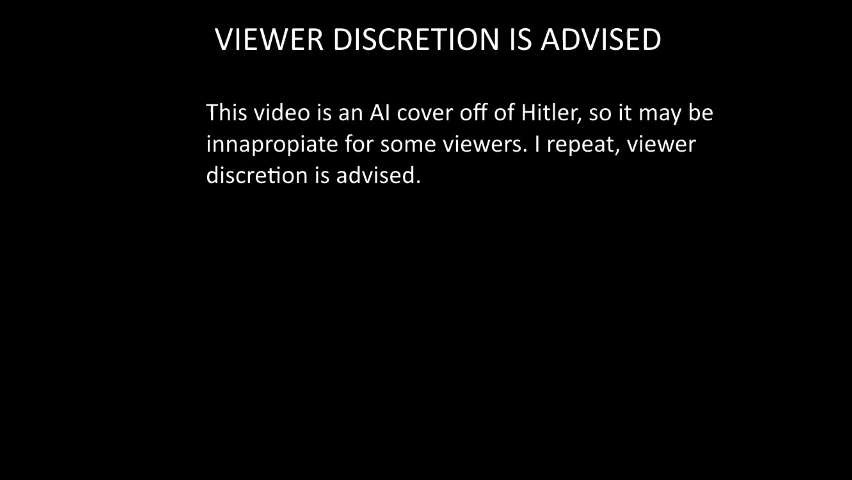 VIEWER DISCRETION IS ADVISED
This video is an AI cover off of Hitler, so it may be
innapropiate for some viewers. I repeat, viewer
discretion is advised.